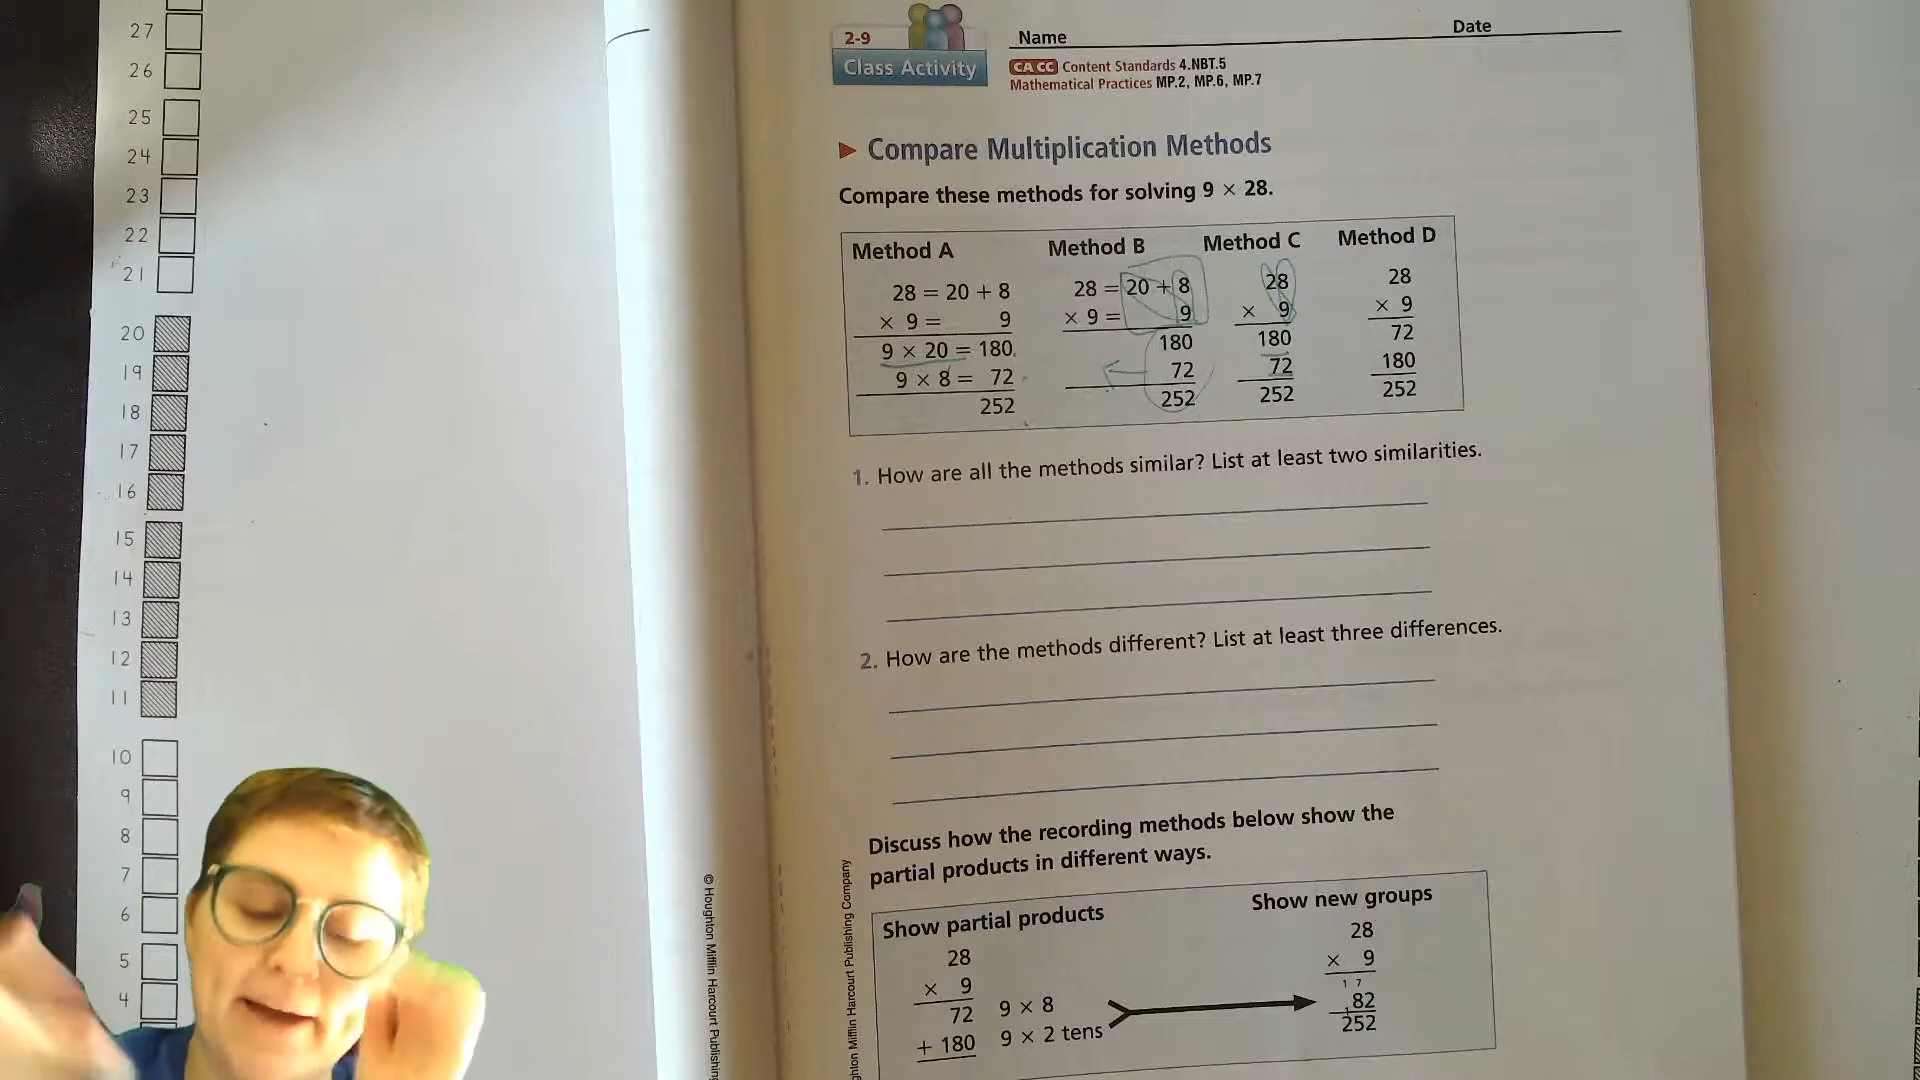 27
26
25
24
23
22
21
20
19
18
17
16
15
14
13
12
11
10
9
8
7
6
5
4
2-9
Class Activity
Name
Date
CA CC Content Standards 4.NBT.5
Mathematical Practices MP.2, MP.6, MP.7
Compare Multiplication Methods
Compare these methods for solving 9 × 28.
Method A
28 = 20 + 8
× 9 = 9
9 × 20 = 180
9 × 8 = 72
252
Method B
28 = 20 + 8
× 9 = 9
180
72
252
Method C
28
× 9
180
72
252
Method D
28
× 9
72
180
252
1. How are all the methods similar? List at least two similarities.
2. How are the methods different? List at least three differences.
Discuss how the recording methods below show the
partial products in different ways.
Show partial products
28
× 9
72 9 × 8
+ 180 9 × 2 tens
Show new groups
28
× 9
1 7
1
82
252
© Houghton Mifflin Harcourt Publishing
Houghton Mifflin Harcourt Publishing Company